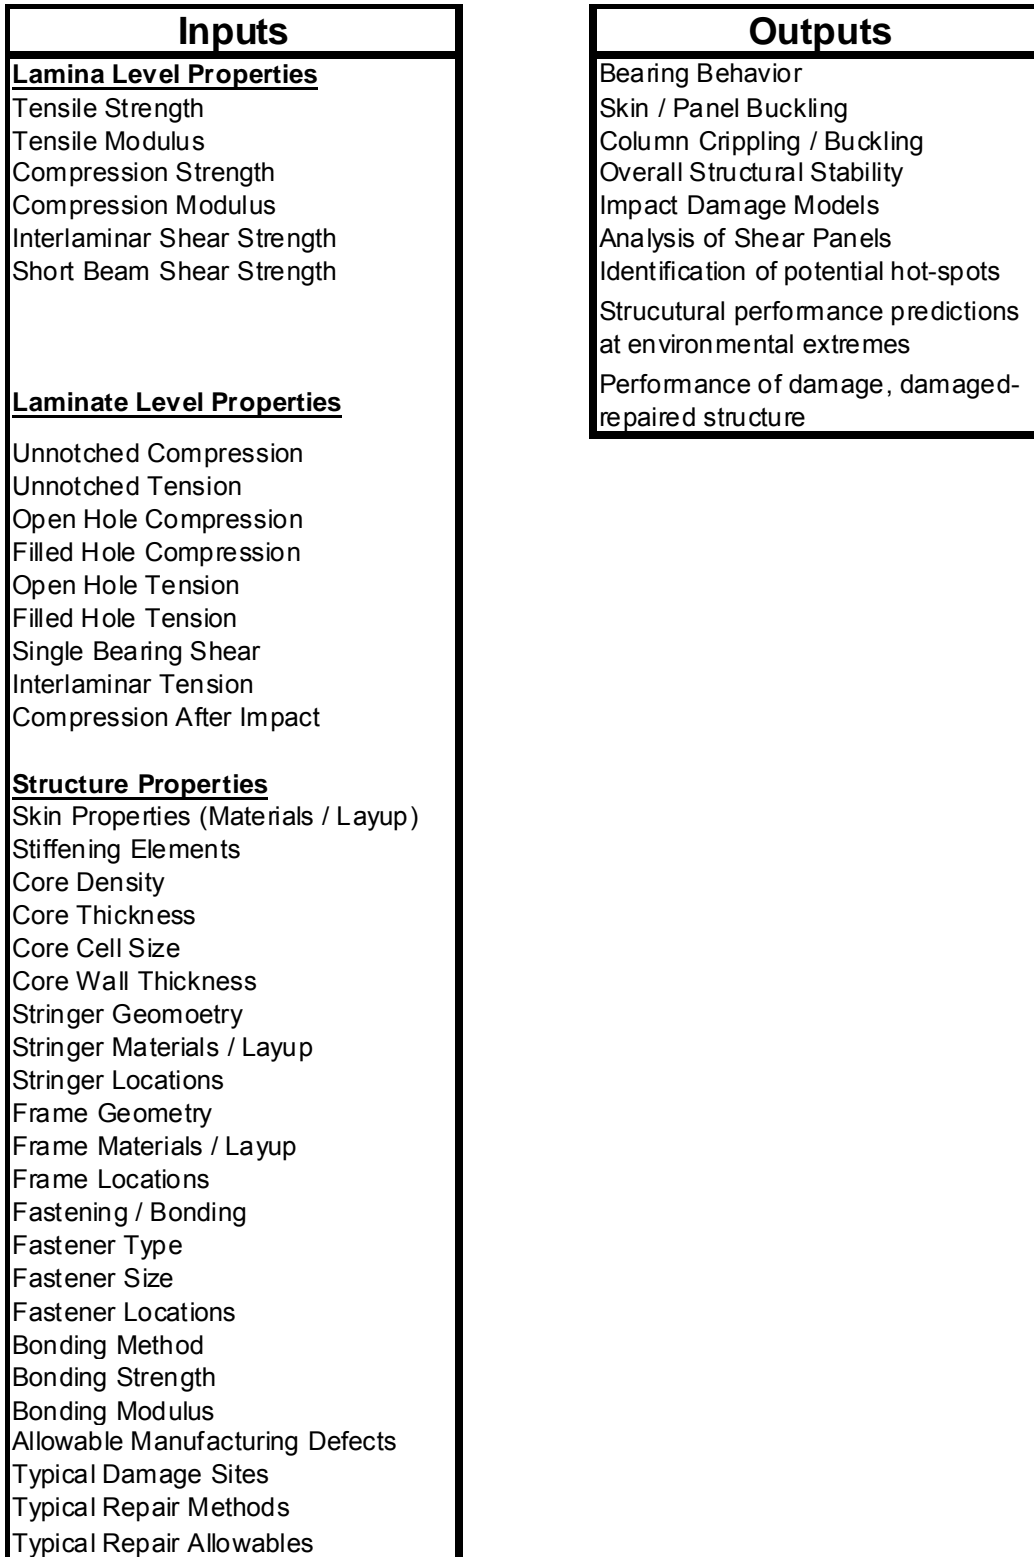 Inputs
Lamina Level Properties
Tensile Strength
Tensile Modulus
Compression Strength
Compression Modulus
Interlaminar Shear Strength
Short Beam Shear Strength
Laminate Level Properties
Unnotched Compression
Unnotched Tension
Open Hole Compression
Filled Hole Compression
Open Hole Tension
Filled Hole Tension
Single Bearing Shear
Interlaminar Tension
Compression After Impact
Structure Properties
Skin Properties (Materials / Layup)
Stiffening Elements
Core Density
Core Thickness
Core Cell Size
Core Wall Thickness
Stringer Geomoetry
Stringer Materials / Layup
Stringer Locations
Frame Geometry
Frame Materials / Layup
Frame Locations
Fastening / Bonding
Fastener Type
Fastener Size
Fastener Locations
Bonding Method
Bonding Strength
Bonding Modulus
Allowable Manufacturing Defects
Typical Damage Sites
Typical Repair Methods
Typical Repair Allowables
Outputs
Bearing Behavior
Skin / Panel Buckling
Column Crippling / Buckling
Overall Structural Stability
Impact Damage Models
Analysis of Shear Panels
Identification of potential hot-spots
Strucutural performance predictions
at environmental extremes
Performance of damage, damaged-
repaired structure